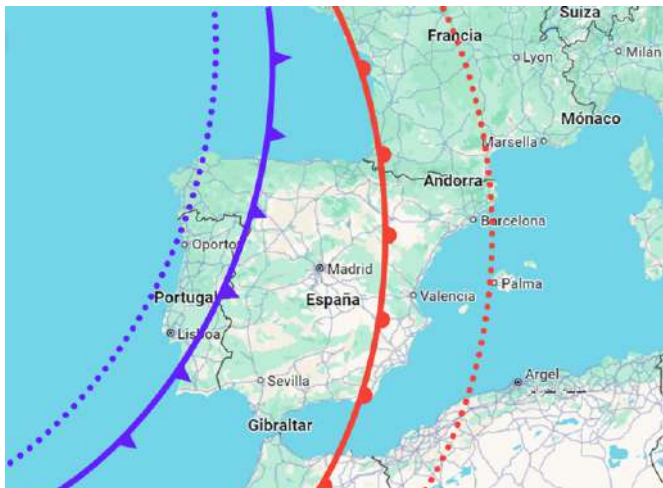 Suiza
Francia
Lyon
Milán
Mónaco
Marsella
Andorra
Barcelona
Oporto
Madrid
Portugal
España
Valencia
Palma
Lisboa
Sevilla
Argel
Gibraltar